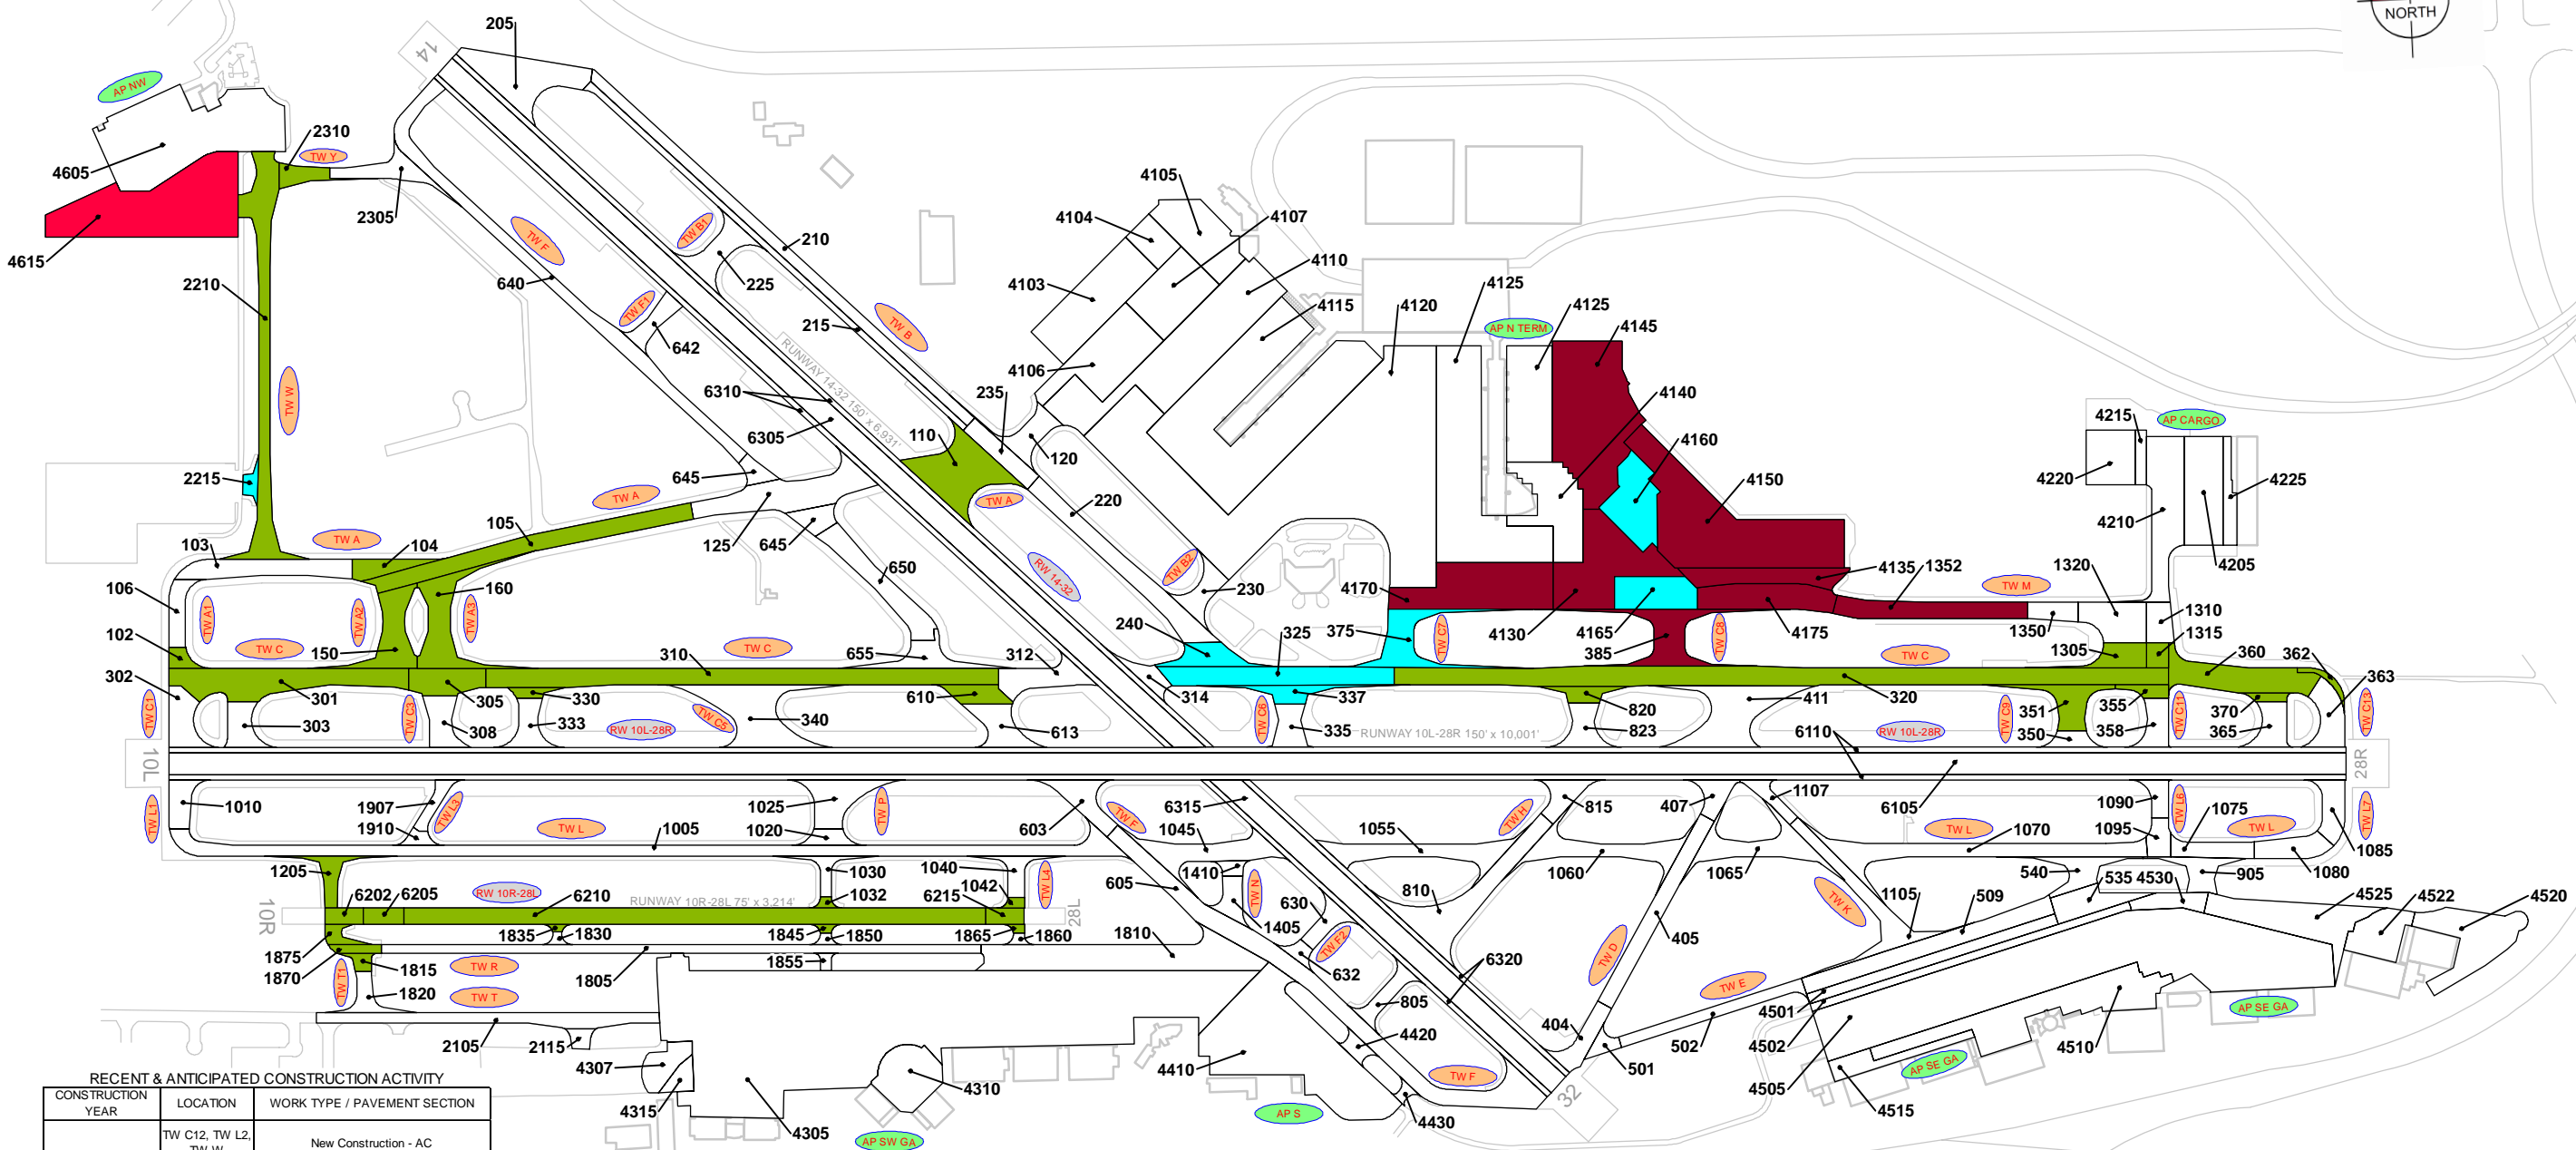 NORTH
205
14
AP NW
2310
TW Y
4605
2305
4615
TW F
TW B1
210
225
640
TW F1
642
215
TW B
RUNWAY 14-32 150' x 6,931'
2210
TW W
6310
6305
235
110
120
4105
4104
4107
4103
4110
4115
4106
4120
4125
4125
AP N TERM
4145
4140
4160
4150
4215
AP CARGO
4220
4225
4210
4205
2215
645
TW A
TW A
220
105
TW A
104
103
125
645
650
RW 14-32
TW B2
230
4170
4135
1352
TW M
1320
106
TW A1
TW A2
160
TW A3
102
TW C
150
TW C
310
655
312
240
325
375
TW C7
4130
4165
385
TW C8
4175
TW C
1350
1310
1315
1305
360
362
363
302
TW C1
301
303
TW C3
305
308
330
333
RW 10L-28R
TW C5
340
610
613
314
337
TW C6
335
RUNWAY 10L-28R 150' x 10,001'
320
820
823
411
6110
RW 10L-28R
TW C9
351
350
355
358
TW C11
370
365
TW C13
10L
28R
TW L1
1010
1907
1910
TW L3
TW L
1005
1025
1020
TW P
603
TW F
6315
1045
1055
TW H
815
407
1107
6105
1090
1095
TW L6
1075
TW L
TW L
1070
TW L7
1085
1080
1205
6202
6205
RW 10R-28L
6210
RUNWAY 10R-28L 75' x 3,214'
1030
1032
1040
1042
6215
TW L4
10R
28L
605
1410
TW N
1405
630
TW F2
632
810
1060
1065
405
TW K
1105
509
540
535
4530
905
4525
4522
4520
1875
1870
1835
1830
1845
1850
1865
1860
1810
1815
TW T1
1820
TW R
TW T
1805
1855
6320
TW D
TW E
805
4420
404
501
502
4501
4502
4505
4510
4515
AP SE GA
AP SE GA
2105
2115
4307
4315
4305
4310
AP SW GA
4410
AP S
4430
TW F
32
RECENT & ANTICIPATED CONSTRUCTION ACTIVITY
CONSTRUCTION YEAR
LOCATION
WORK TYPE / PAVEMENT SECTION
TW C12, TW L2,
TW W
New Construction - AC